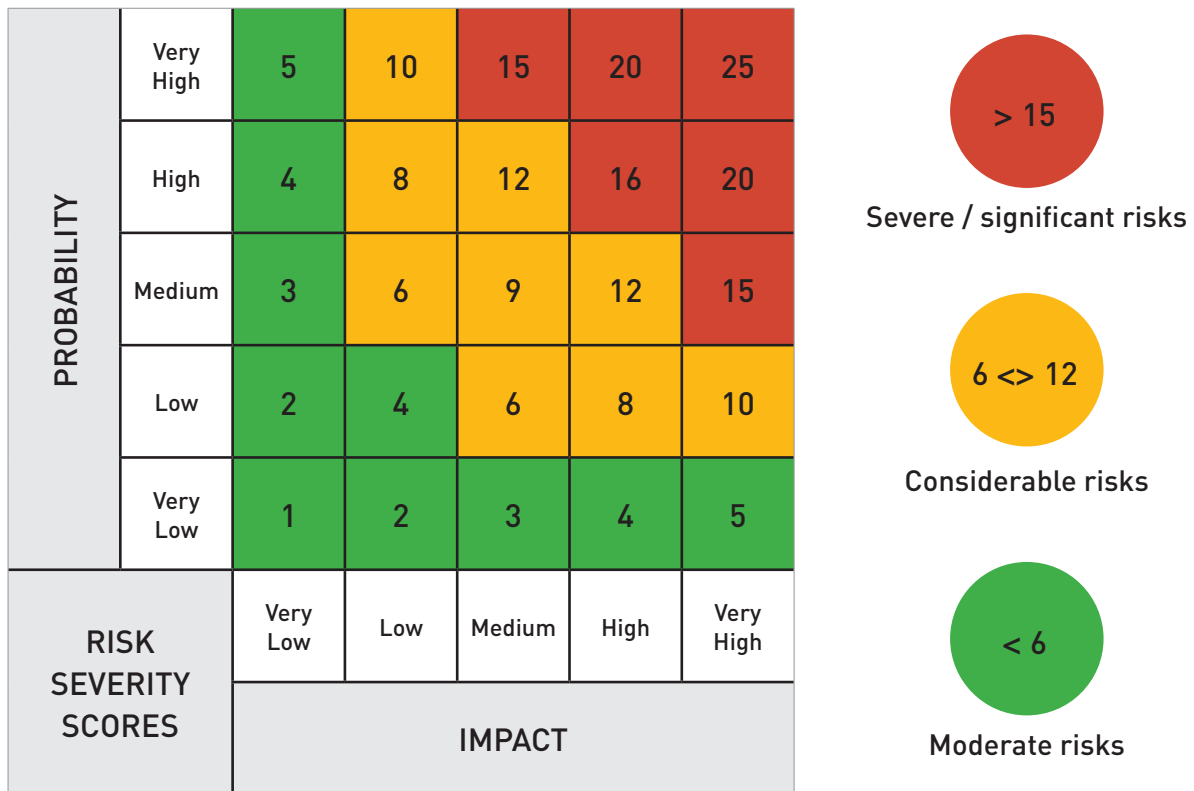 PROBABILITY
Very
High
5
10
15
20
25
High
4
8
12
16
20
Medium
3
6
9
12
15
Low
2
4
6
8
10
Very
Low
1
2
3
4
5
RISK
SEVERITY
SCORES
Very
Low
Low
Medium
High
Very
High
IMPACT
> 15
Severe / significant risks
6 <> 12
Considerable risks
< 6
Moderate risks